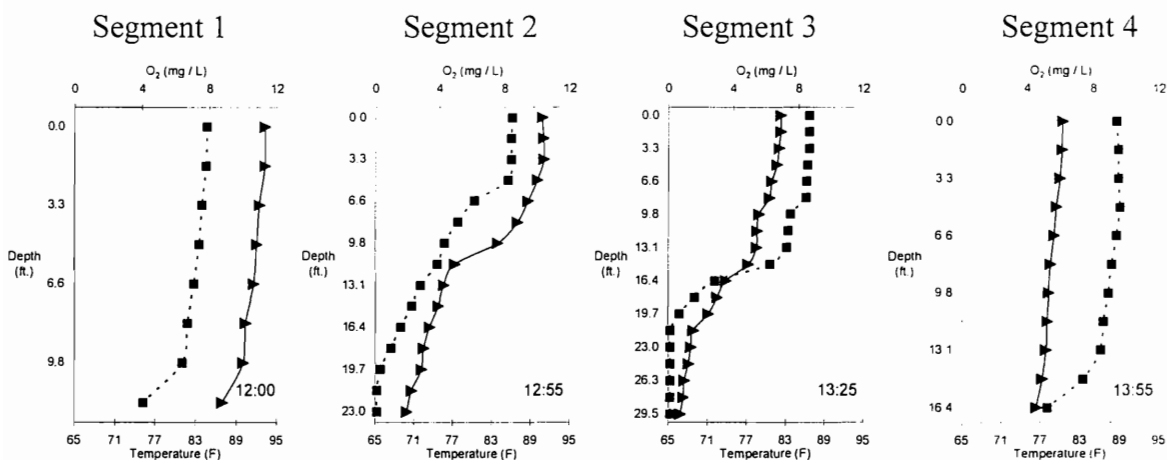 Segment 1
O2 (mg / L)
0 4 8 12
0.0
3.3
Depth
(ft.)
6.6
9.8
12:00
65 71 77 83 89 95
Temperature (F)
Segment 2
O2 (mg / L)
0 4 8 12
0 0
3.3
6.6
Depth
(ft.)
9.8
13.1
16.4
19.7
23.0
12:55
65 71 77 83 89 95
Temperature (F)
Segment 3
O2 (mg / L)
0 4 8 12
0.0
3.3
6.6
9.8
Depth
(ft.)
13.1
16.4
19.7
23.0
26.3
29.5
13:25
65 71 77 83 89 95
Temperature (F)
Segment 4
O2 (mg / L)
0 4 8 12
0 0
3.3
6 6
Depth
(ft.)
9 8
13.1
16.4
13:55
65 71 77 83 89 95
Temperature (F)